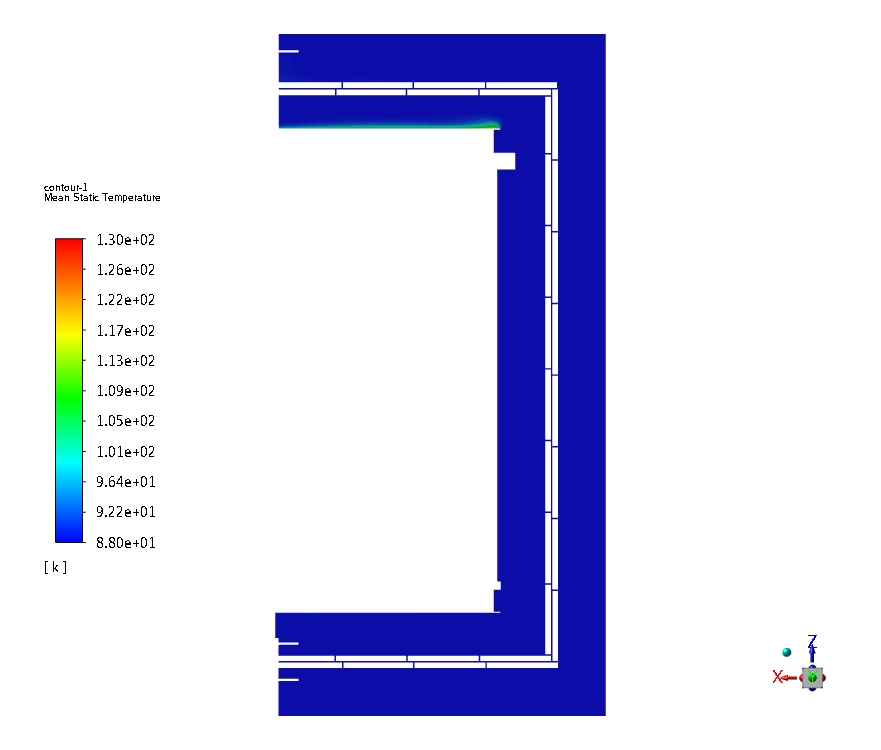 contour-1
Mean Static Temperature
1.30e+02
1.26e+02
1.22e+02
1.17e+02
1.13e+02
1.09e+02
1.05e+02
1.01e+02
9.64e+01
9.22e+01
8.80e+01
[ k ]
Z
X
Y